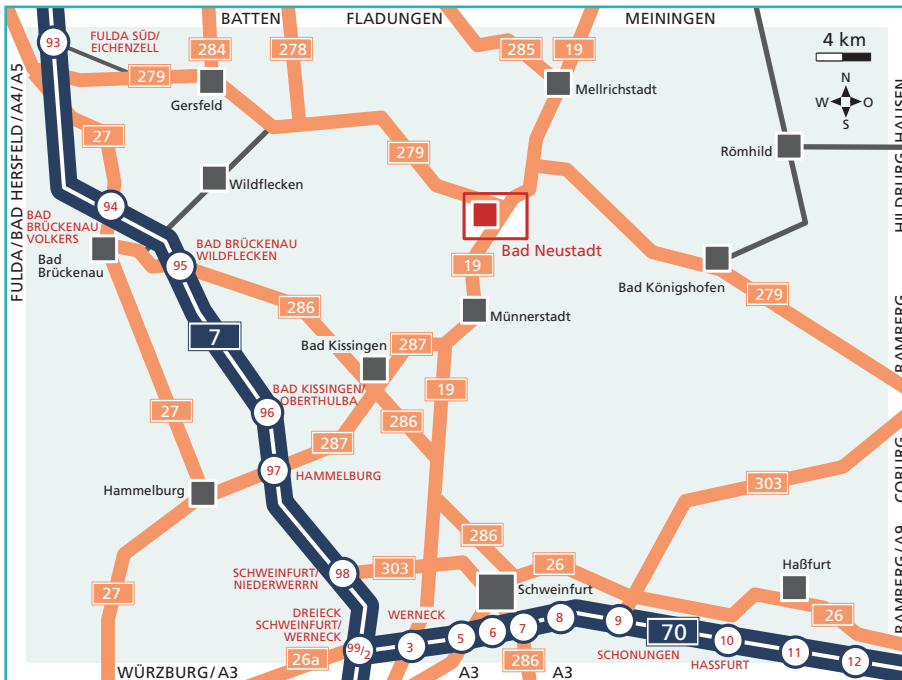 BATTEN
FLADUNGEN
MEININGEN
93
FULDA SÜD/
EICHENZELL
284
278
285
19
4 km
279
Gersfeld
Mellrichstadt
N
W
O
S
FULDA/BAD HERSFELD/A4/A5
HILDBURGHAUSEN
27
279
Römhild
Wildflecken
94
BAD
BRÜCKENAU
VOLKERS
Bad
Brückenau
BAD BRÜCKENAU
WILDFLECKEN
95
Bad Neustadt
19
Bad Königshofen
279
286
Münnerstadt
BAMBERG
7
Bad Kissingen
287
BAD KISSINGEN/
OBERTHULBA
19
96
27
286
287
97
HAMMELBURG
Hammelburg
303
COBURG
286
BAMBERG/A9
98
SCHWEINFURT/
NIEDERWERRN
303
26
Haßfurt
Schweinfurt
27
DREIECK
SCHWEINFURT/
WERNECK
WERNECK
26
99/2
3
5
6
7
8
9
70
10
11
12
SCHONUNGEN
HASSFURT
26a
286
WÜRZBURG/A3
A3
A3